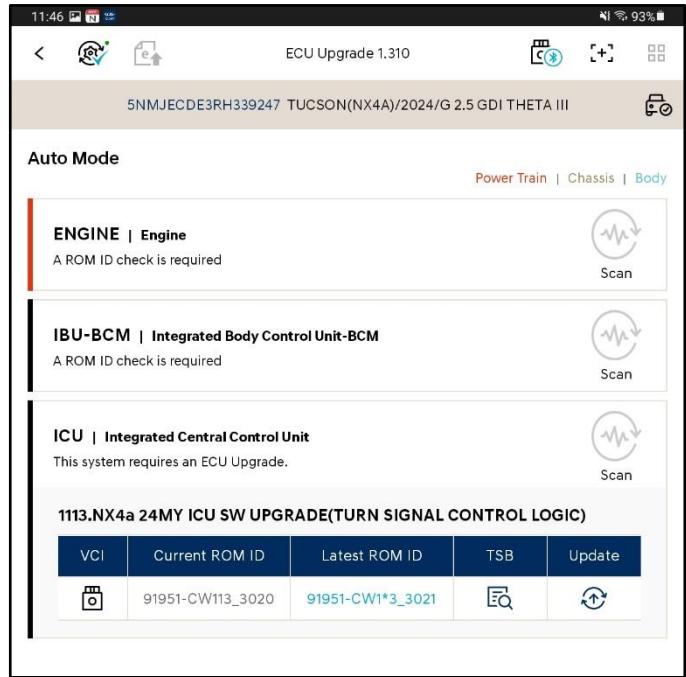 11:46 93%
ECU Upgrade 1.310
5NMJECDE3RH339247 TUCSON(NX4A)/2024/G 2.5 GDI THETA III
Auto Mode
Power Train | Chassis | Body
ENGINE | Engine
A ROM ID check is required
Scan
IBU-BCM | Integrated Body Control Unit-BCM
A ROM ID check is required
Scan
ICU | Integrated Central Control Unit
This system requires an ECU Upgrade.
Scan
1113.NX4a 24MY ICU SW UPGRADE(TURN SIGNAL CONTROL LOGIC)
VCI Current ROM ID Latest ROM ID TSB Update
91951-CW113_3020 91951-CW1*3_3021